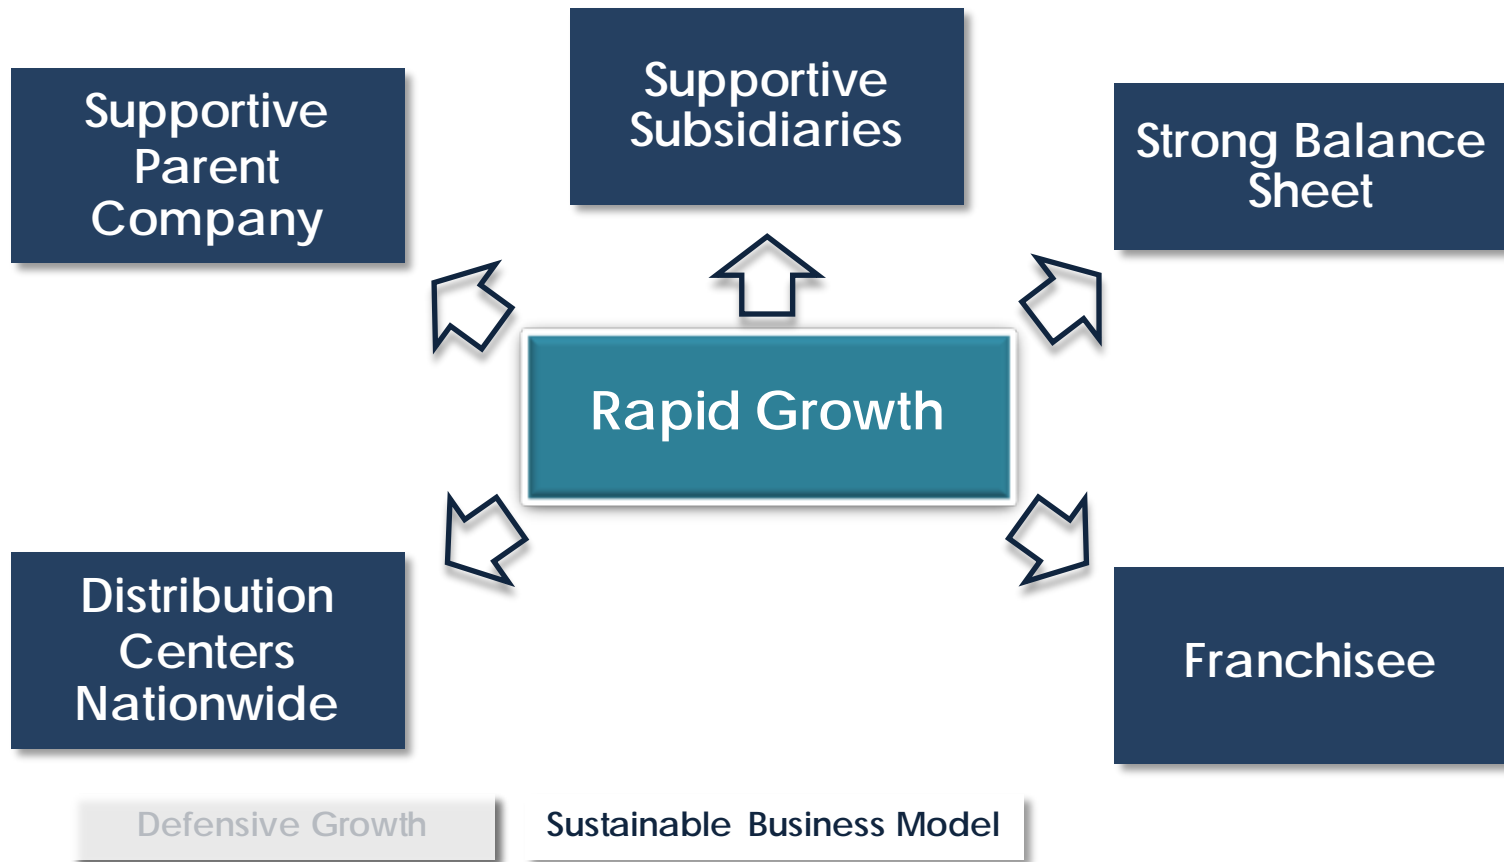 Supportive
Parent
Company
Supportive
Subsidiaries
Strong Balance
Sheet
Rapid Growth
Distribution
Centers
Nationwide
Franchisee
Defensive Growth
Sustainable Business Model